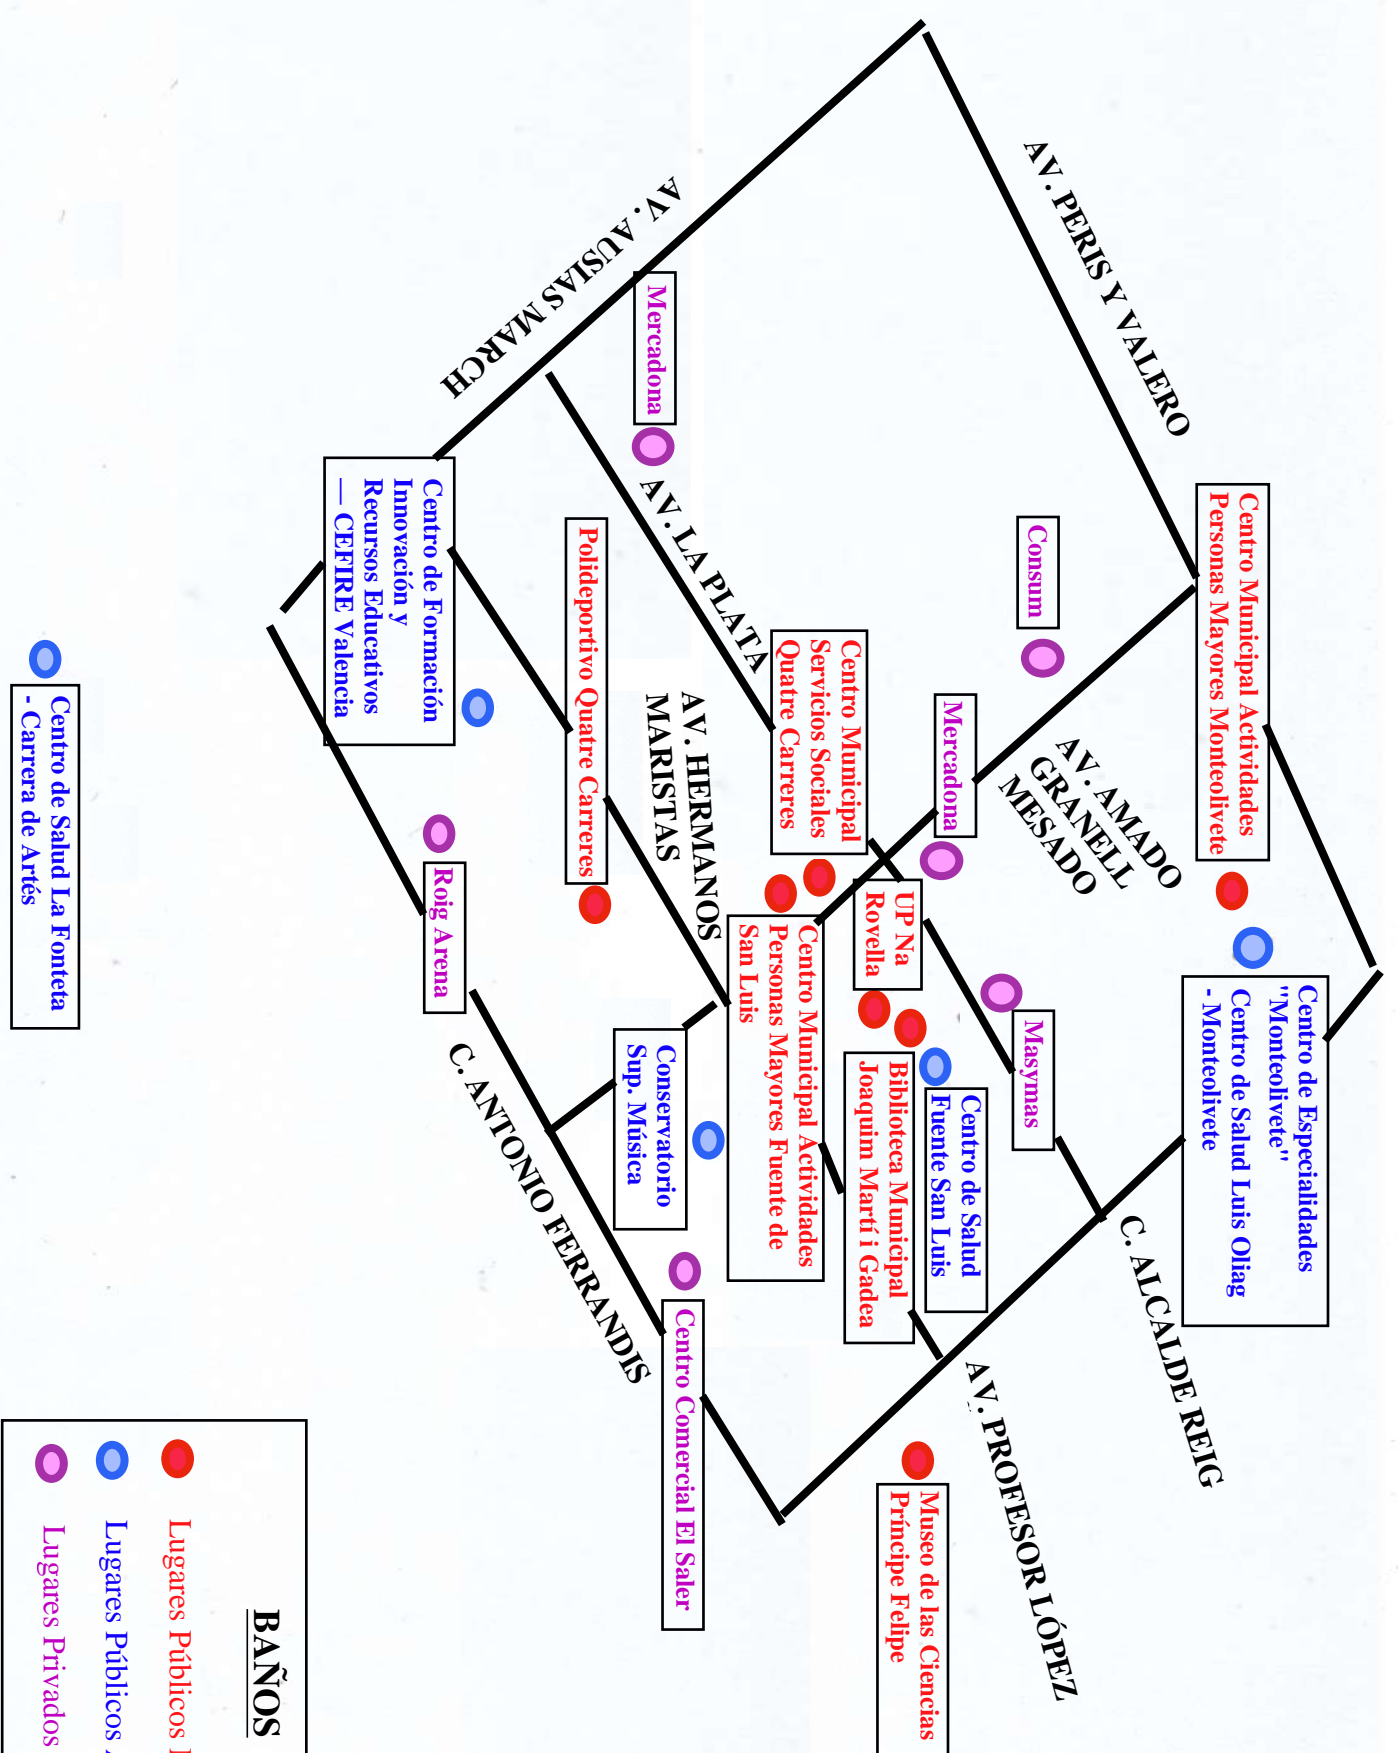 AV. PERIS Y VALERO
AV. AUSIAS MARCH
Centro Municipal Actividades
Personas Mayores Monteolivete
Centro de Especialidades
"Monteolivete"
Centro de Salud Luis Oliag
- Monteolivete
Consum
AV. AMADO
GRANELL
MESADO
Mercadona
Masymas
C. ALCALDE REIG
UP Na
Rovella
Centro de Salud
Fuente San Luis
Biblioteca Municipal
Joaquim Martí i Gadea
AV. PROFESOR LÓPEZ
Museo de las Ciencias
Príncipe Felipe
Centro Municipal
Servicios Sociales
Quatre Carreres
Centro Municipal Actividades
Personas Mayores Fuente de
San Luis
Mercadona
AV. LA PLATA
AV. HERMANOS
MARISTAS
Conservatorio
Sup. Música
Centro Comercial El Saler
Polideportivo Quatre Carreres
Centro de Formación
Innovación y
Recursos Educativos
— CEFIRE Valencia
Roig Arena
C. ANTONIO FERRANDIS
Centro de Salud La Fonteta
- Carrera de Artés
BAÑOS
Lugares Públicos
Lugares Públicos
Lugares Privados